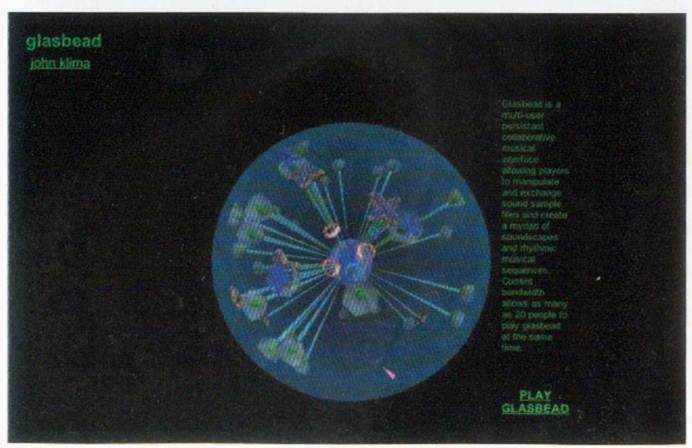 glasbead
john klima
Glasbead is a
multi-user
persistant
collaborative
musical
interface
allowing players
to manipulate
and exchange
sound sample
files and create
a myriad of
soundscapes
and rhythmic
musical
sequences.
Current
bandwidth
allows as many
as 20 people to
play glasbead
at the same
time.
PLAY
GLASBEAD